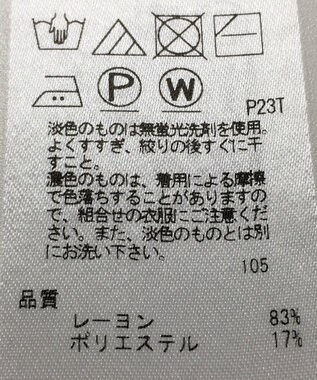 P W
P23T
淡色のものは無蛍光洗剤を使用。
よくすすぎ、絞りの後すぐに干
すこと。
濃色のものは、着用による摩擦
で色落ちすることがありますの
で、組合せの衣服にご注意くだ
さい。また、淡色のものとは別
にお洗い下さい。
105
品質
レーヨン 83%
ポリエステル 17%